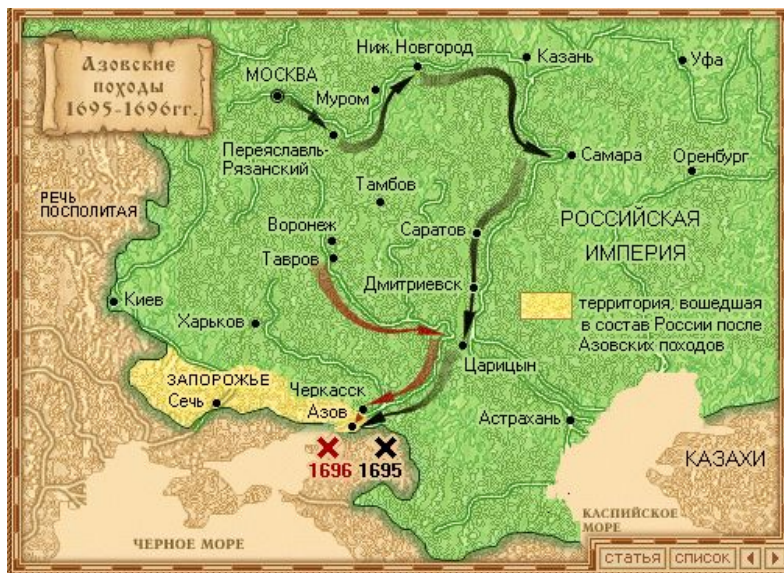 Азовские
походы
1695-1696гг.
МОСКВА
Муром
Ниж.Новгород
Казань
Уфа
Переяславль-
Рязанский
Самара
Оренбург
РЕЧЬ
ПОСПОЛИТАЯ
Тамбов
Воронеж
Тавров
Саратов
РОССИЙСКАЯ
ИМПЕРИЯ
Дмитриевск
территория, вошедшая
в состав России после
Азовских походов
Киев
Харьков
Царицын
ЗАПОРОЖЬЕ
Сечь
Черкасск
Азов
Астрахань
1696
1695
КАЗАХИ
КАСПИЙСКОЕ
МОРЕ
ЧЕРНОЕ МОРЕ
статья
список